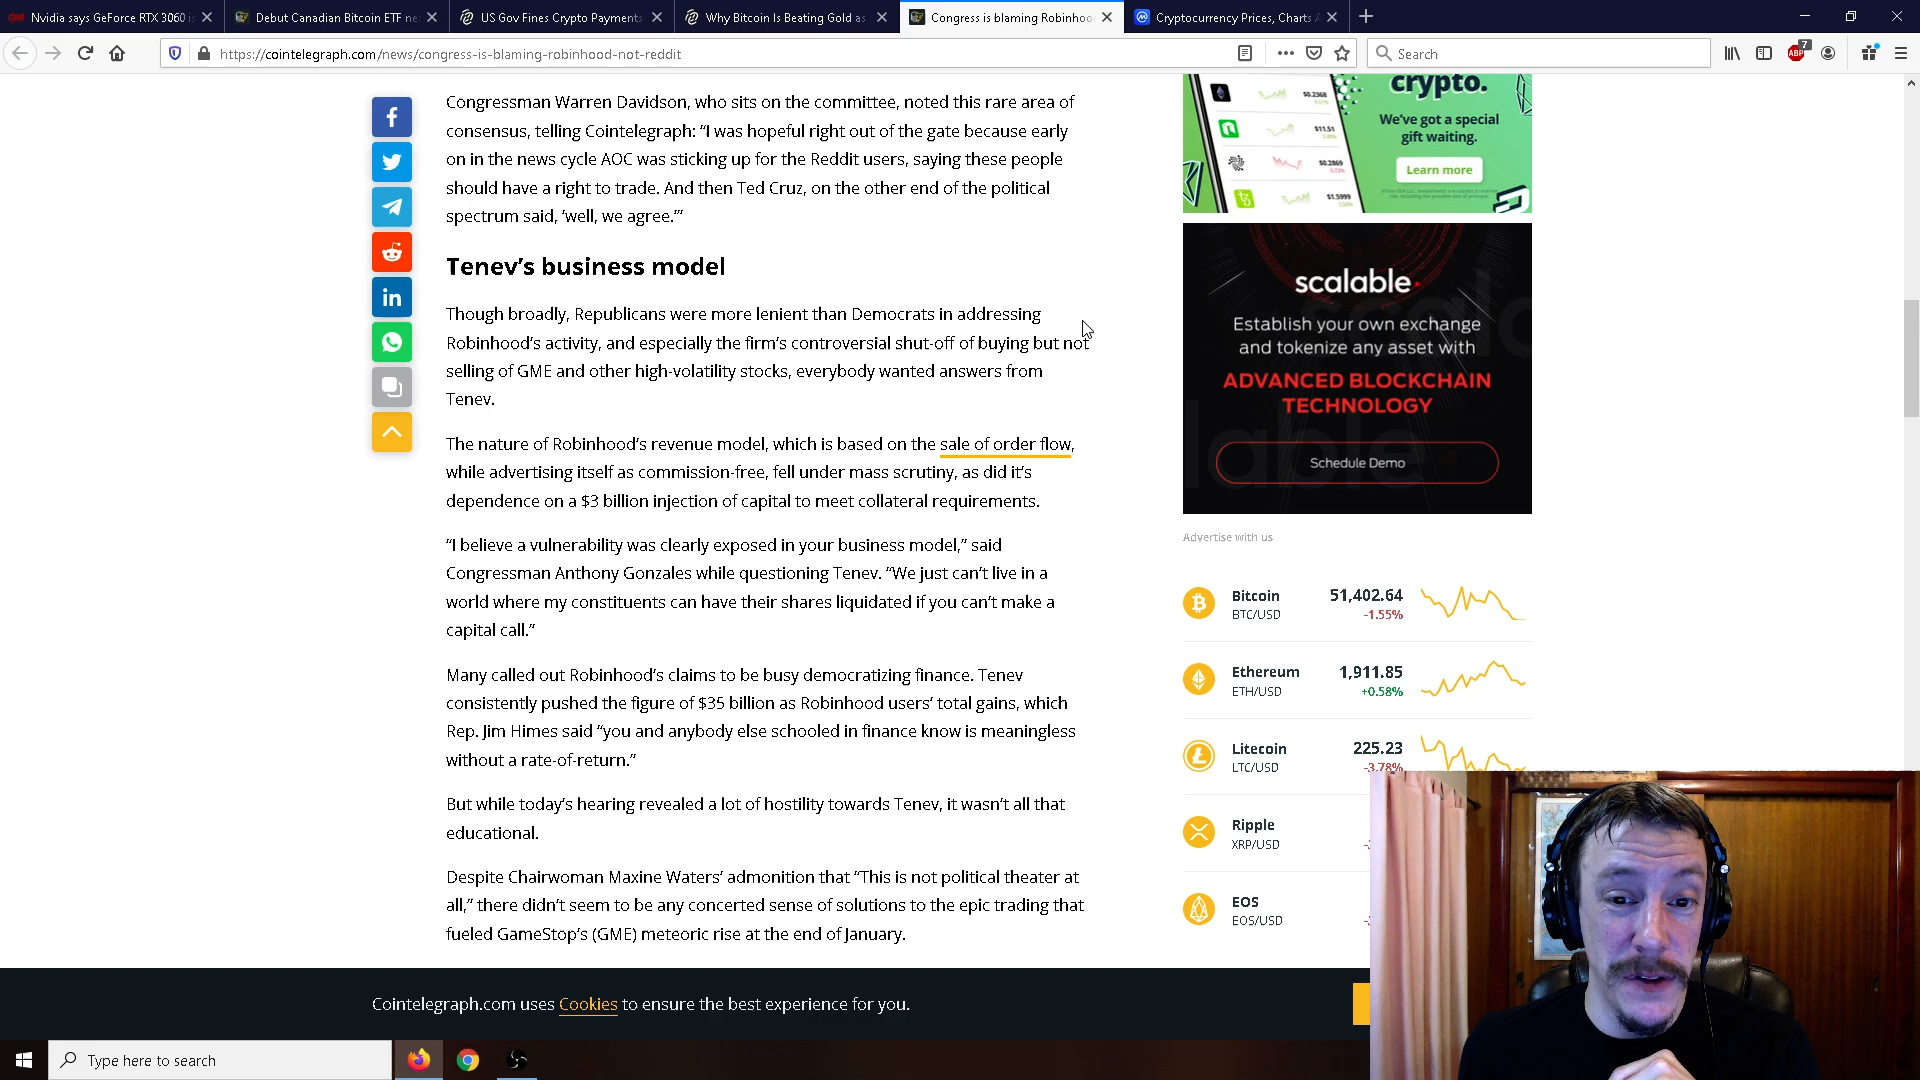 Nvidia says GeForce RTX 3060 is
Debut Canadian Bitcoin ETF ne
US Gov Fines Crypto Payments
Why Bitcoin Is Beating Gold as
Congress is blaming Robinhoo
Cryptocurrency Prices, Charts
https://cointelegraph.com/news/congress-is-blaming-robinhood-not-reddit
Search
ABP
7
Congressman Warren Davidson, who sits on the committee, noted this rare area of
consensus, telling Cointelegraph: “I was hopeful right out of the gate because early
on in the news cycle AOC was sticking up for the Reddit users, saying these people
should have a right to trade. And then Ted Cruz, on the other end of the political
spectrum said, ‘well, we agree.’”
Tenev’s business model
Though broadly, Republicans were more lenient than Democrats in addressing
Robinhood’s activity, and especially the firm’s controversial shut-off of buying but not
selling of GME and other high-volatility stocks, everybody wanted answers from
Tenev.
The nature of Robinhood’s revenue model, which is based on the sale of order flow,
while advertising itself as commission-free, fell under mass scrutiny, as did it’s
dependence on a $3 billion injection of capital to meet collateral requirements.
“I believe a vulnerability was clearly exposed in your business model,” said
Congressman Anthony Gonzales while questioning Tenev. “We just can’t live in a
world where my constituents can have their shares liquidated if you can’t make a
capital call.”
Many called out Robinhood’s claims to be busy democratizing finance. Tenev
consistently pushed the figure of $35 billion as Robinhood users’ total gains, which
Rep. Jim Himes said “you and anybody else schooled in finance know is meaningless
without a rate-of-return.”
But while today’s hearing revealed a lot of hostility towards Tenev, it wasn’t all that
educational.
Despite Chairwoman Maxine Waters’ admonition that “This is not political theater at
all,” there didn’t seem to be any concerted sense of solutions to the epic trading that
fueled GameStop’s (GME) meteoric rise at the end of January.
crypto.
We’ve got a special
gift waiting.
Learn more
$0.2368
$11.51
$0.2869
$1.5999
scalable
Establish your own exchange
and tokenize any asset with
ADVANCED BLOCKCHAIN
TECHNOLOGY
Schedule Demo
Advertise with us
Bitcoin 51,402.64
BTC/USD -1.55%
Ethereum 1,911.85
ETH/USD +0.58%
Litecoin 225.23
LTC/USD -3.78%
Ripple
XRP/USD
EOS
EOS/USD
Cointelegraph.com uses Cookies to ensure the best experience for you.
Type here to search